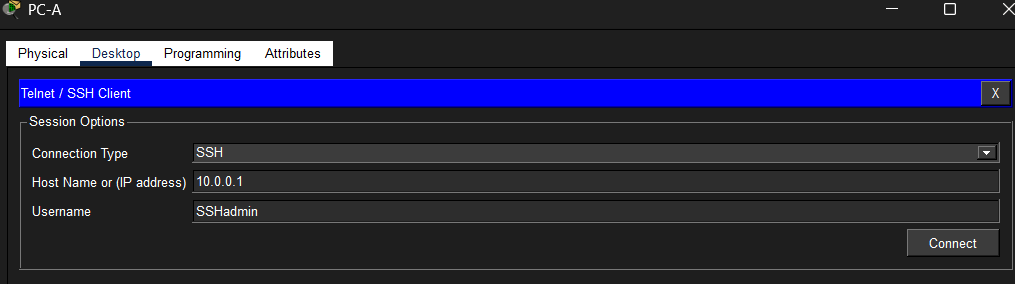 PC-A
Physical Desktop Programming Attributes
Telnet / SSH Client X
Session Options
Connection Type SSH
Host Name or (IP address) 10.0.0.1
Username SSHadmin
Connect